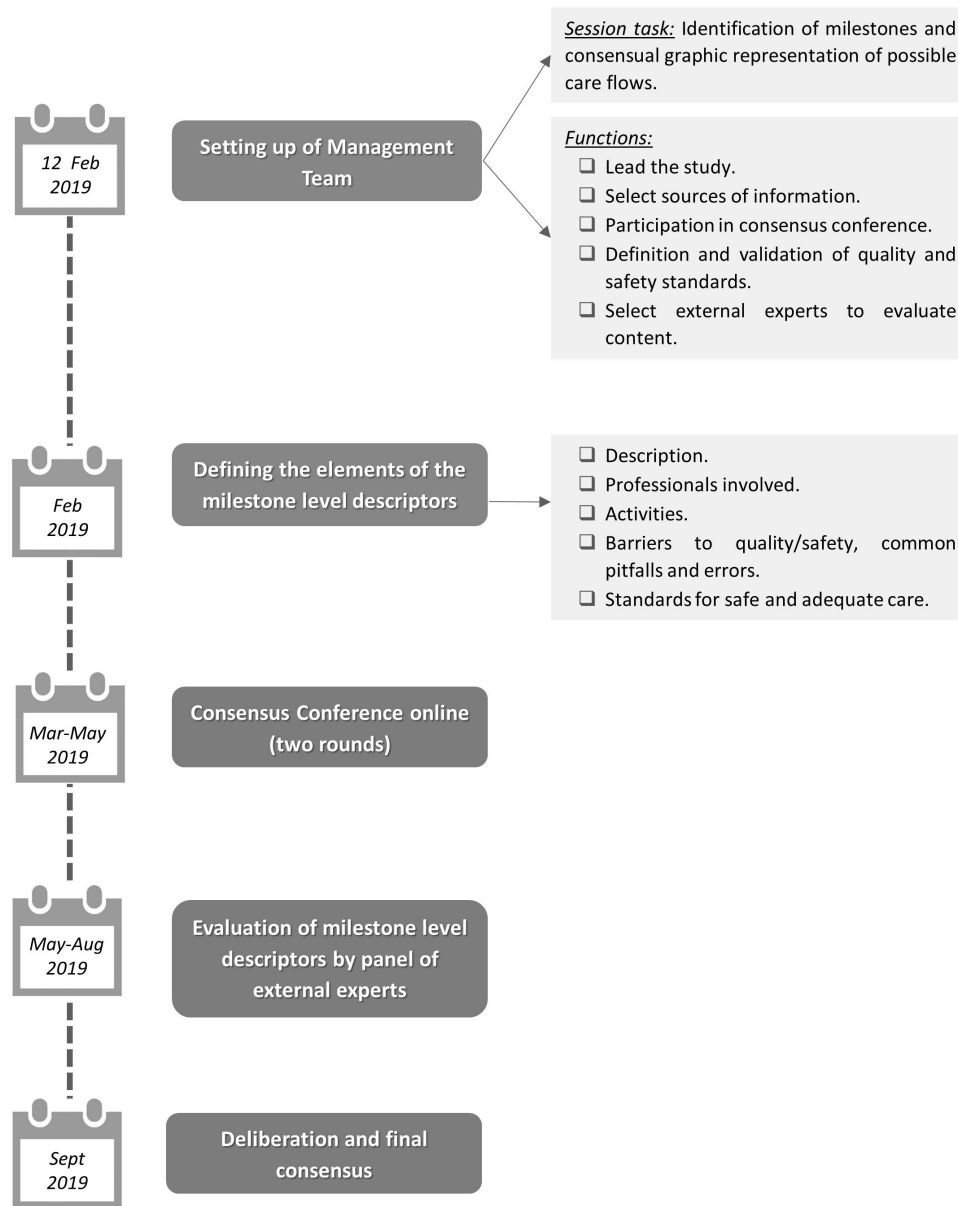 Session task: Identification of milestones and
consensual graphic representation of possible
care flows.
12 Feb
2019
Setting up of Management
Team
Functions:
❑ Lead the study.
❑ Select sources of information.
❑ Participation in consensus conference.
❑ Definition and validation of quality and
safety standards.
❑ Select external experts to evaluate
content.
Feb
2019
Defining the elements of the
milestone level descriptors
❑ Description.
❑ Professionals involved.
❑ Activities.
❑ Barriers to quality/safety, common
pitfalls and errors.
❑ Standards for safe and adequate care.
Mar-May
2019
Consensus Conference online
(two rounds)
May-Aug
2019
Evaluation of milestone level
descriptors by panel of
external experts
Sept
2019
Deliberation and final
consensus